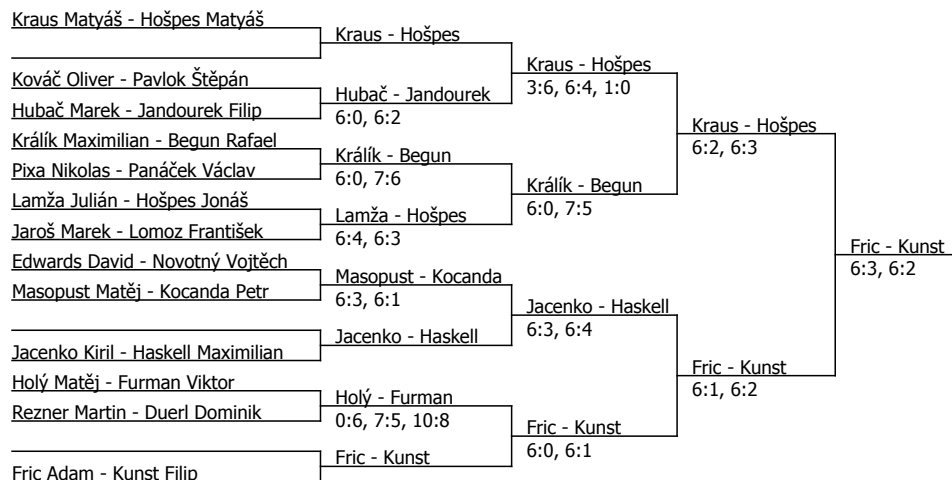 Kraus Matyáš - Hošpes Matyáš
Kraus - Hošpes
Kraus - Hošpes
3:6, 6:4, 1:0
Kováč Oliver - Pavlok Štěpán
Hubač - Jandourek
6:0, 6:2
Hubač Marek - Jandourek Filip
Kraus - Hošpes
6:2, 6:3
Králík Maximilian - Begun Rafael
Králík - Begun
6:0, 7:6
Pixa Nikolas - Panáček Václav
Králík - Begun
6:0, 7:5
Lamža Julián - Hošpes Jonáš
Lamža - Hošpes
6:4, 6:3
Jaroš Marek - Lomoz František
Fric - Kunst
6:3, 6:2
Edwards David - Novotný Vojtěch
Masopust - Kocanda
6:3, 6:1
Masopust Matěj - Kocanda Petr
Jacenko - Haskell
6:3, 6:4
Jacenko - Haskell
Jacenko Kiril - Haskell Maximilian
Fric - Kunst
6:1, 6:2
Holý Matěj - Furman Viktor
Holý - Furman
0:6, 7:5, 10:8
Rezner Martin - Duerl Dominik
Fric - Kunst
6:0, 6:1
Fric - Kunst
Fric Adam - Kunst Filip